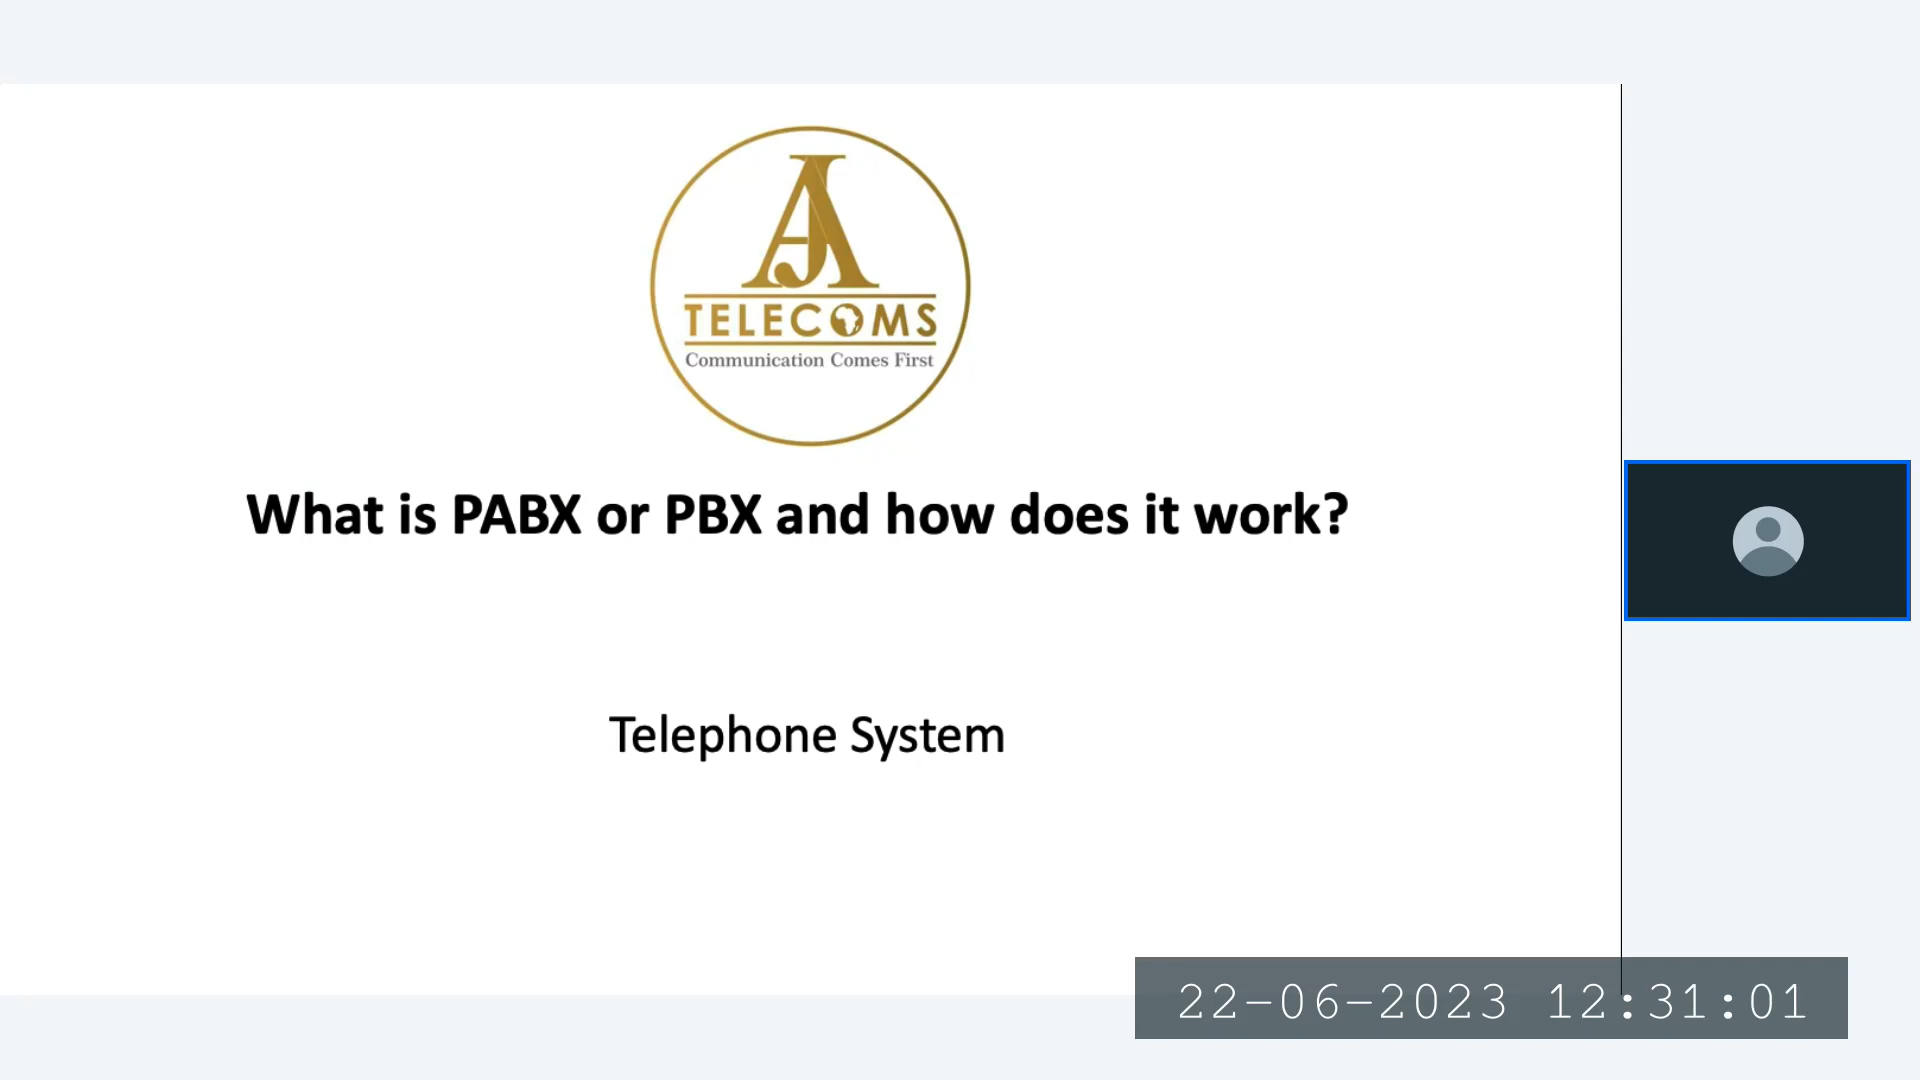 AJ
TELECOMS
Communication Comes First
What is PABX or PBX and how does it work?
Telephone System
22-06-2023 12:31:01